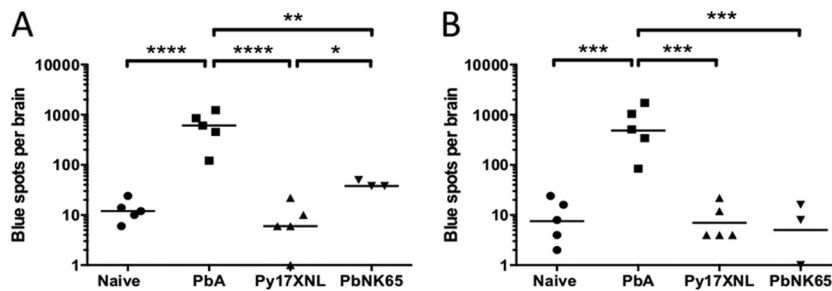 A
**
****
****
*
Blue spots per brain
10000
1000
100
10
1
Naive
PbA
Py17XNL
PbNK65
B
***
***
***
Blue spots per brain
10000
1000
100
10
1
Naive
PbA
Py17XNL
PbNK65